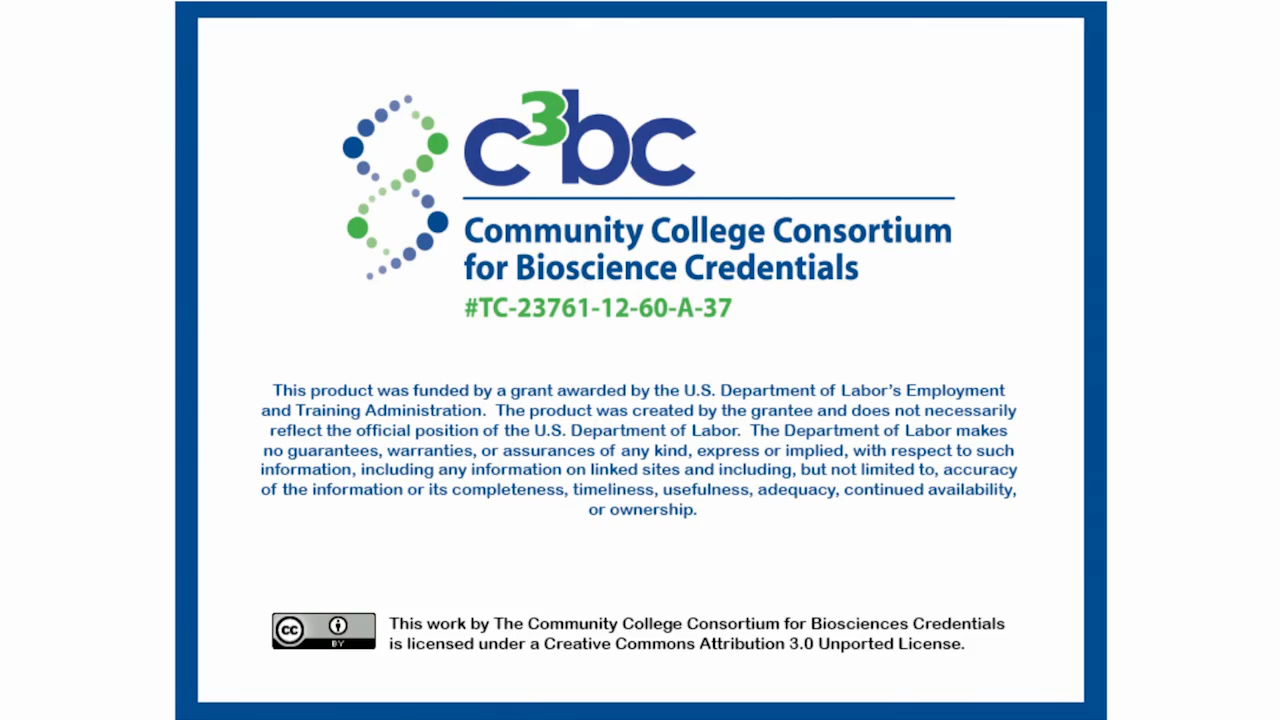 c3bc
Community College Consortium
for Bioscience Credentials
#TC-23761-12-60-A-37
This product was funded by a grant awarded by the U.S. Department of Labor’s Employment
and Training Administration.  The product was created by the grantee and does not necessarily
reflect the official position of the U.S. Department of Labor.  The Department of Labor makes
no guarantees, warranties, or assurances of any kind, express or implied, with respect to such
information, including any information on linked sites and including, but not limited to, accuracy
of the information or its completeness, timeliness, usefulness, adequacy, continued availability,
or ownership.
cc BY
This work by The Community College Consortium for Biosciences Credentials
is licensed under a Creative Commons Attribution 3.0 Unported License.